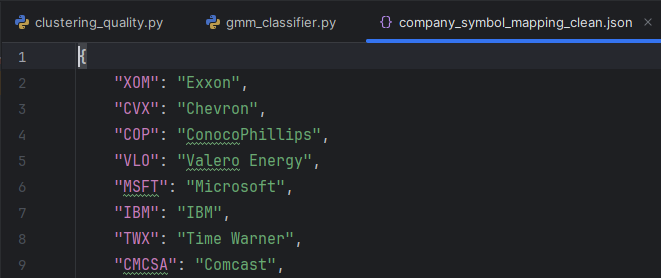 clustering_quality.py gmm_classifier.py {} company_symbol_mapping_clean.json ×
1 {
2 "XOM": "Exxon",
3 "CVX": "Chevron",
4 "COP": "ConocoPhillips",
5 "VLO": "Valero Energy",
6 "MSFT": "Microsoft",
7 "IBM": "IBM",
8 "TWX": "Time Warner",
9 "CMCSA": "Comcast",